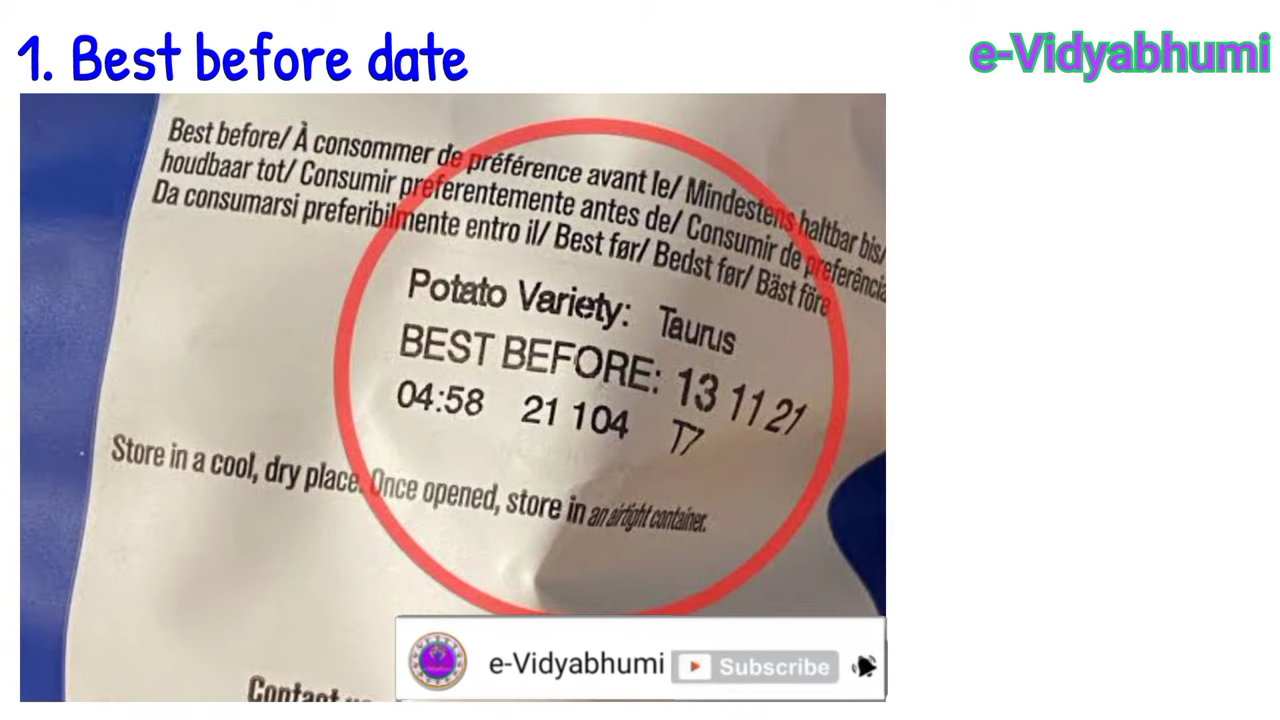 1. Best before date
e-Vidyabhumi
Best before/ À consommer de préférence avant le/ Mindestens haltbar bis/
houdbaar tot/ Consumir preferentemente antes de/ Consumir de preferência
Da consumarsi preferibilmente entro il/ Best før/ Bedst før/ Bäst före
Potato Variety: Taurus
BEST BEFORE: 13 11 21
04:58 21 104 T7
Store in a cool, dry place. Once opened, store in an airtight container.
Contact
e-Vidyabhumi Subscribe